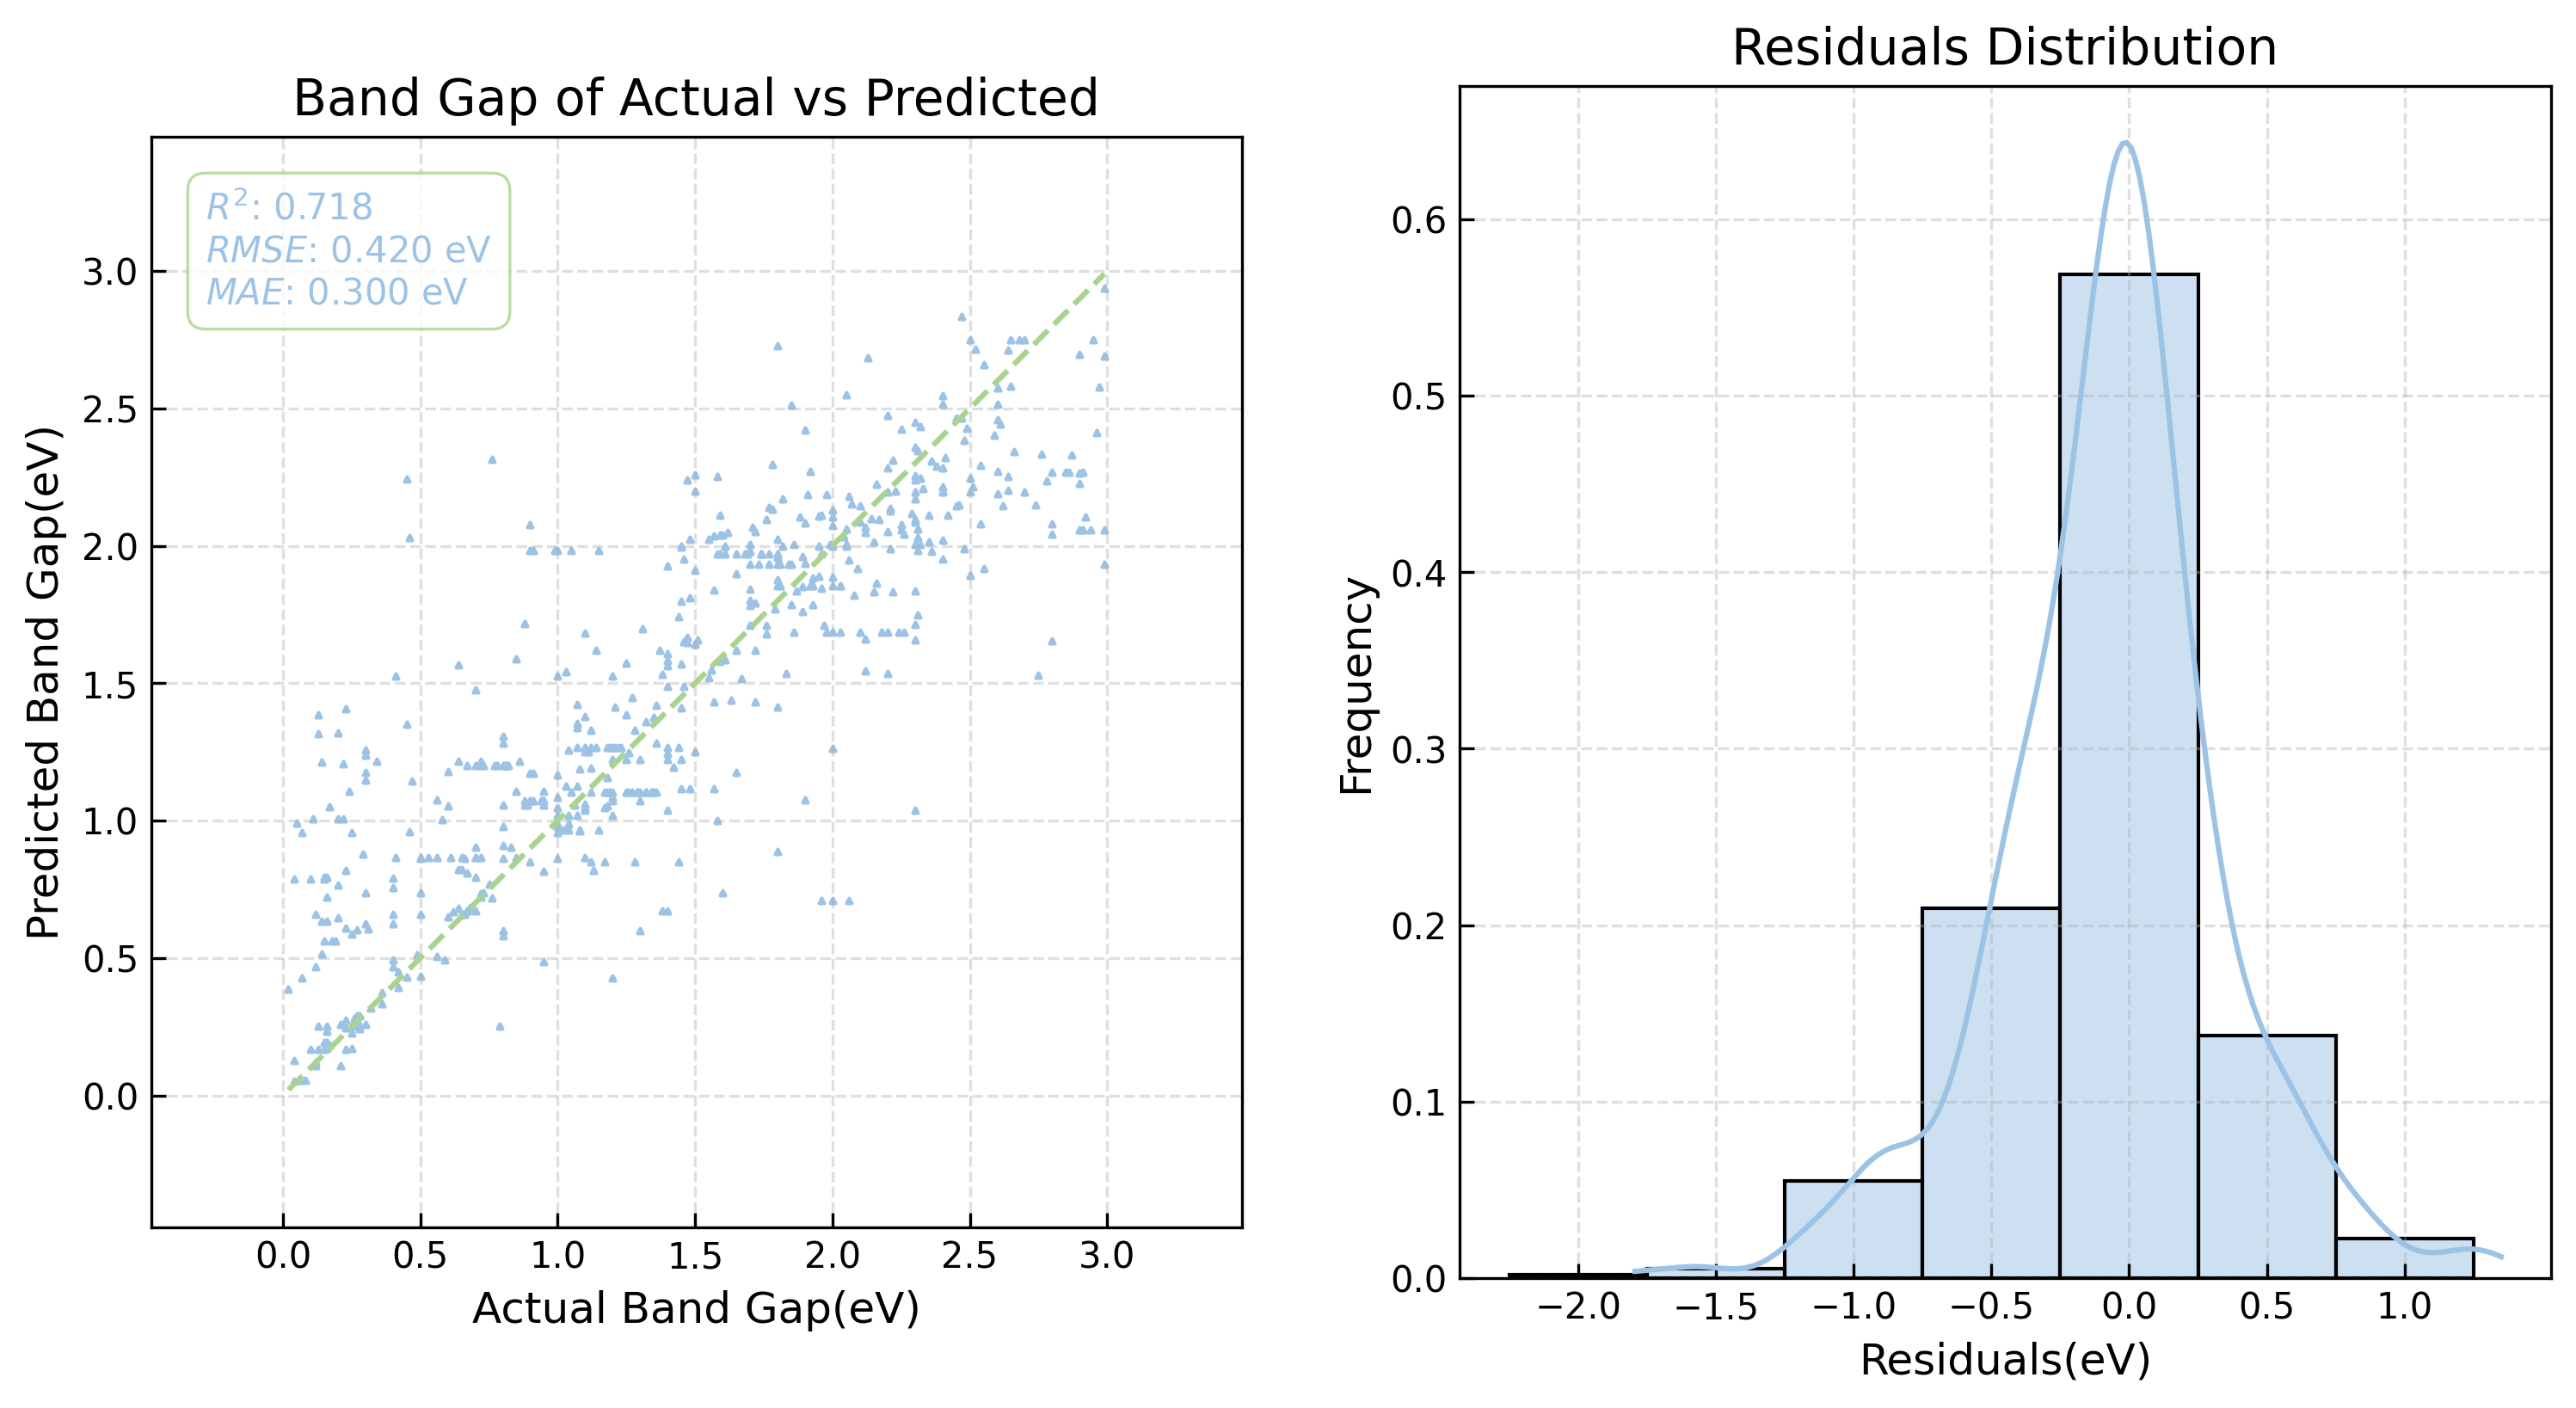 Band Gap of Actual vs Predicted
R²: 0.718
RMSE: 0.420 eV
MAE: 0.300 eV
Predicted Band Gap(eV)
3.0
2.5
2.0
1.5
1.0
0.5
0.0
0.0 0.5 1.0 1.5 2.0 2.5 3.0
Actual Band Gap(eV)
Residuals Distribution
Frequency
0.6
0.5
0.4
0.3
0.2
0.1
0.0
−2.0 −1.5 −1.0 −0.5 0.0 0.5 1.0
Residuals(eV)